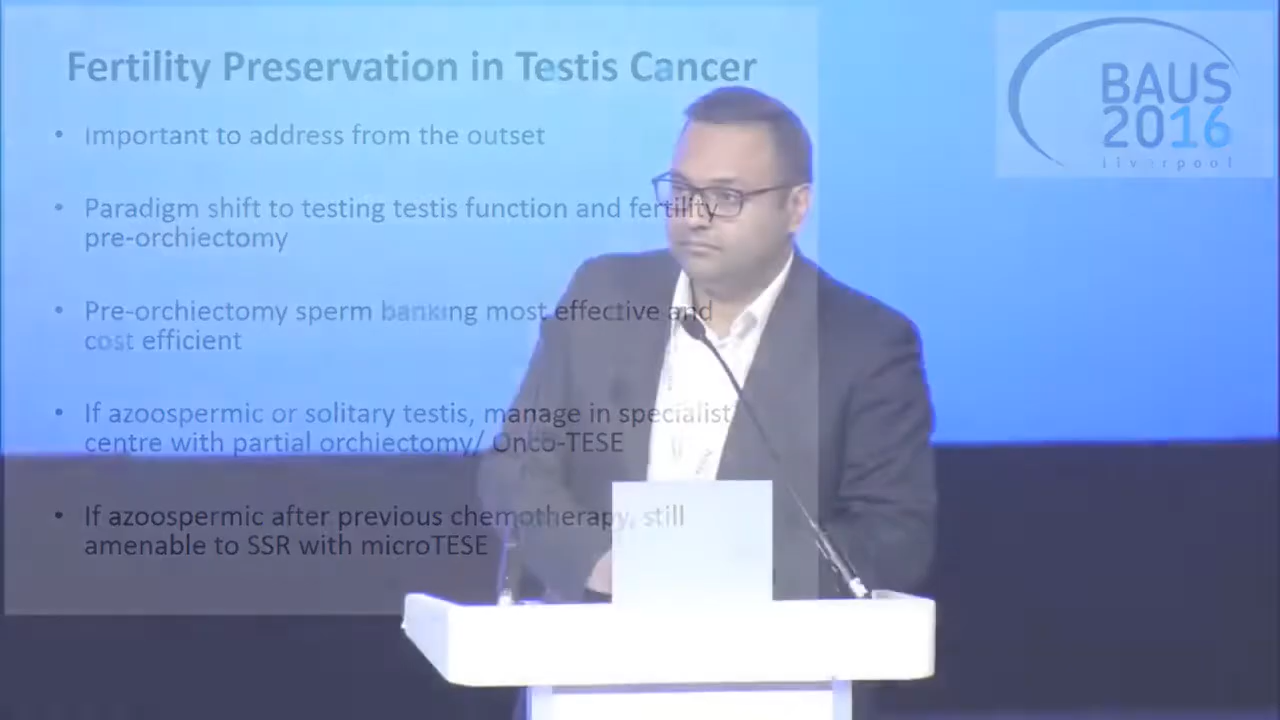 Fertility Preservation in Testis Cancer
• Important to address from the outset
• Paradigm shift to testing testis function and fertility
pre-orchiectomy
• Pre-orchiectomy sperm banking most effective and
cost efficient
• If azoospermic or solitary testis, manage in specialist
centre with partial orchiectomy/ Onco-TESE
• If azoospermic after previous chemotherapy, still
amenable to SSR with microTESE
BAUS
2016
liverpool